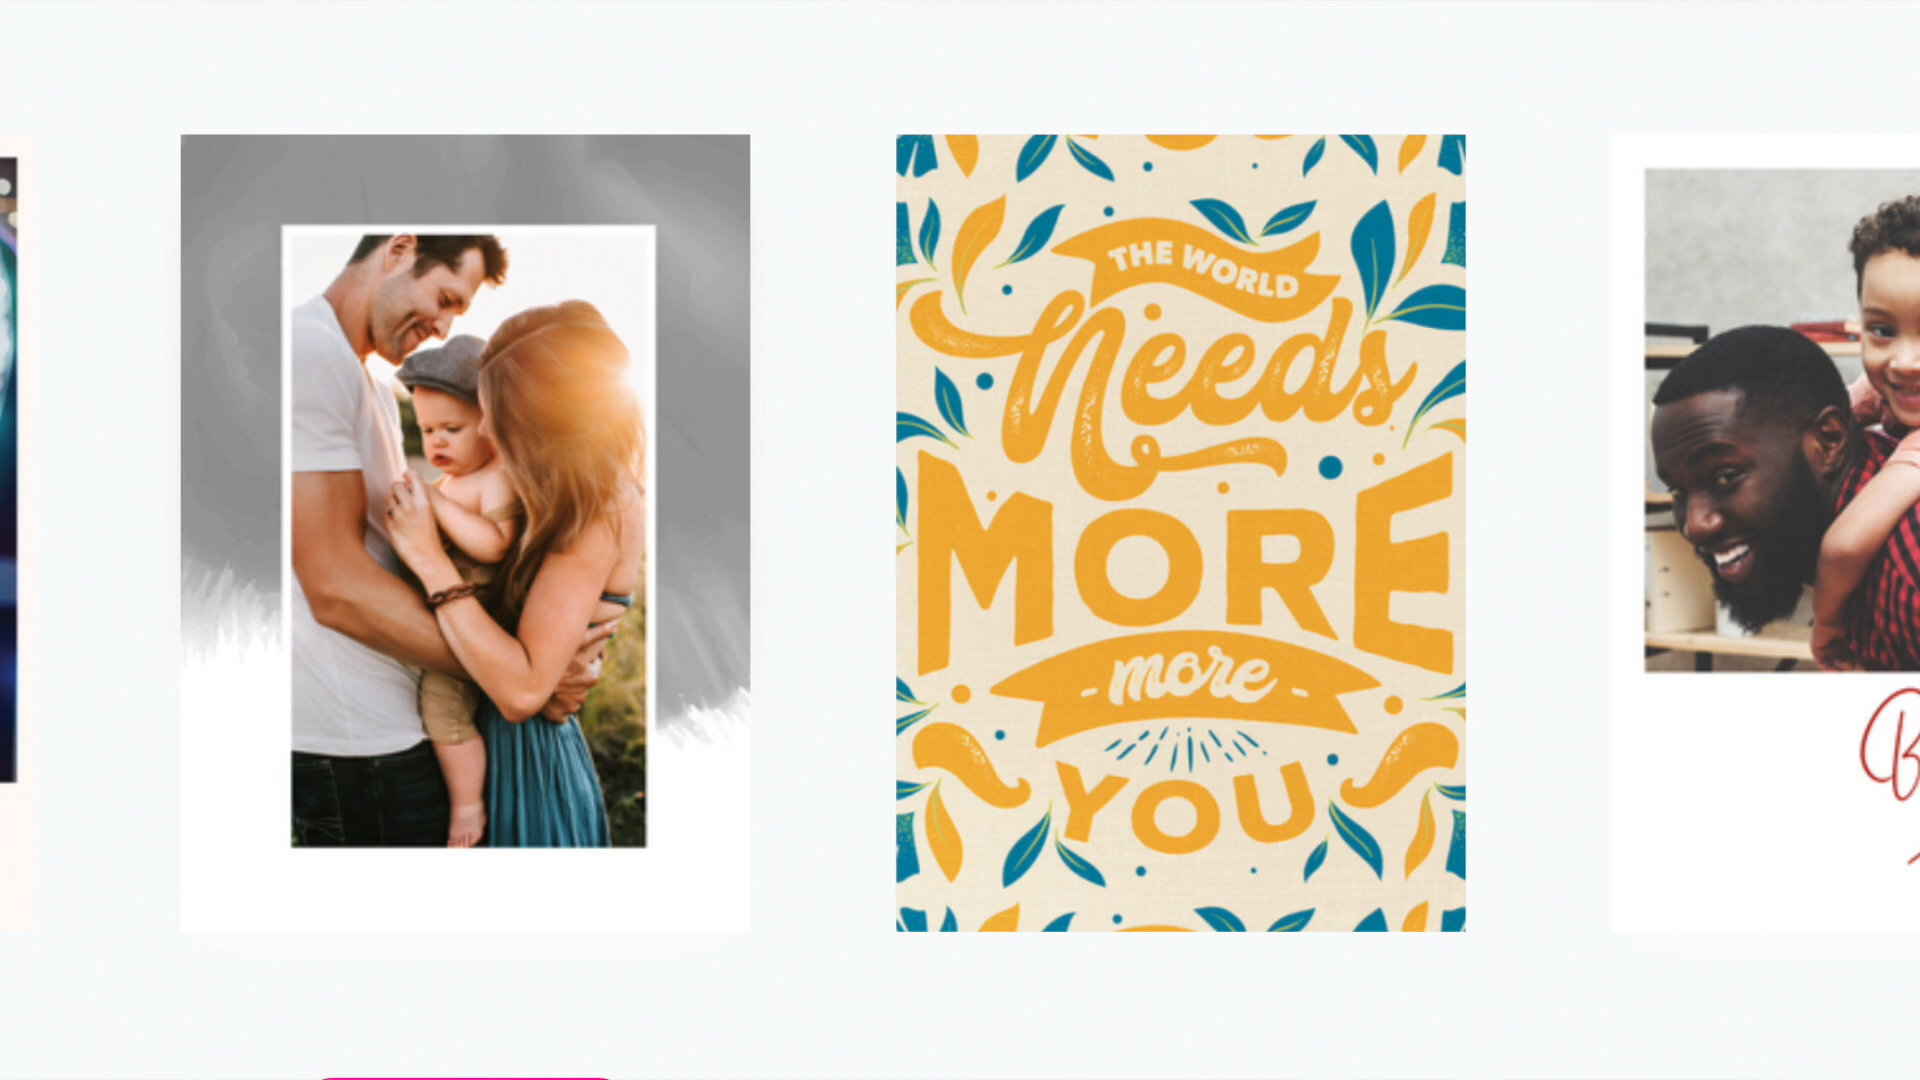 THE WORLD
Needs
MORE
- more -
YOU
B